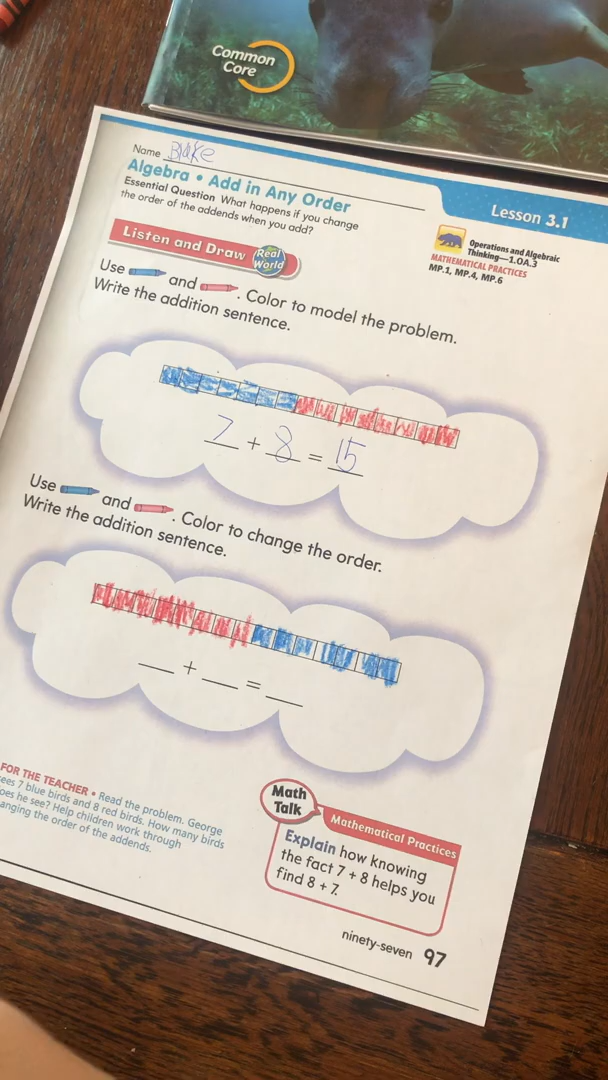 Common
Core
Name Blake
Algebra • Add in Any Order
Essential Question What happens if you change
the order of the addends when you add?
Lesson 3.1
Operations and Algebraic
Thinking—1.OA.3
MATHEMATICAL PRACTICES
MP.1, MP.4, MP.6
Listen and Draw Real
World
Use and . Color to model the problem.
Write the addition sentence.
7 + 8 = 15
Use and . Color to change the order.
Write the addition sentence.
__ + __ = __
FOR THE TEACHER • Read the problem. George
sees 7 blue birds and 8 red birds. How many birds
does he see? Help children work through
changing the order of the addends.
Math
Talk
Mathematical Practices
Explain how knowing
the fact 7 + 8 helps you
find 8 + 7.
ninety-seven 97